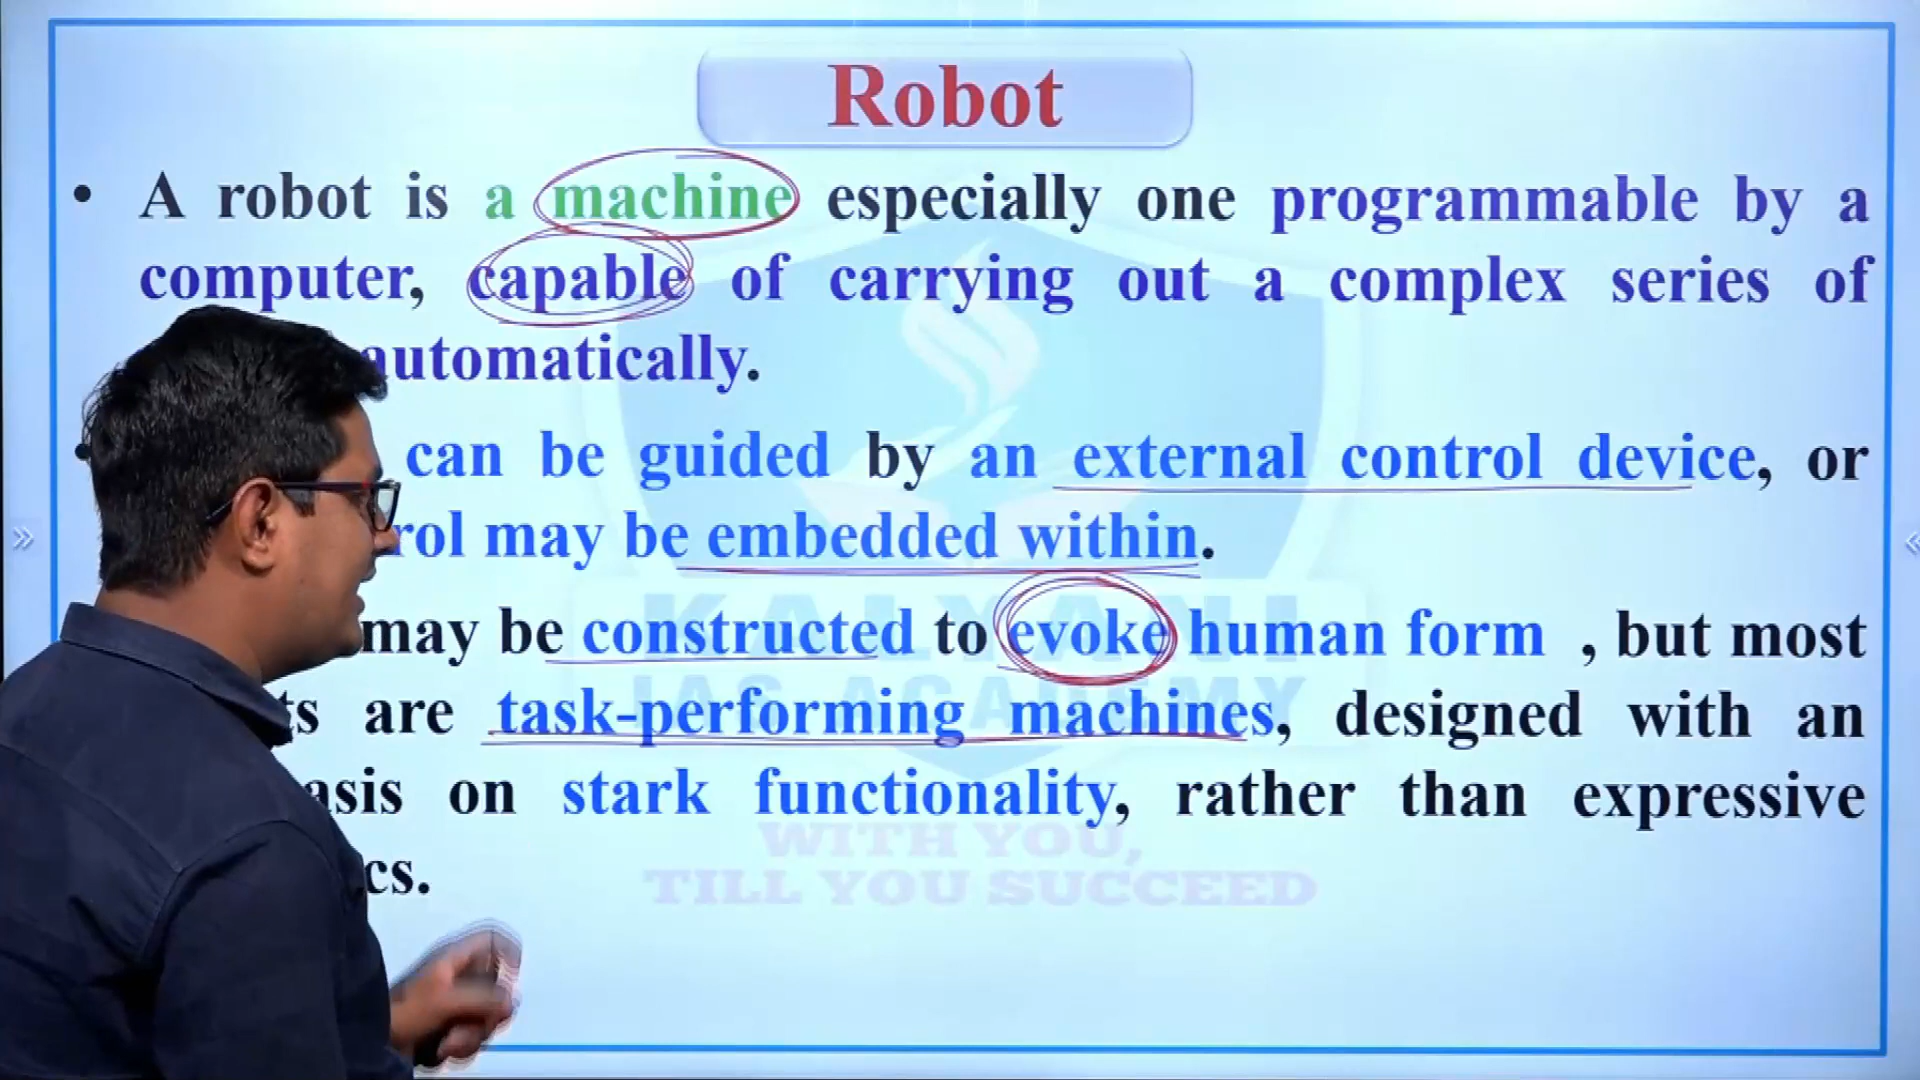 Robot
• A robot is a machine especially one programmable by a
computer, capable of carrying out a complex series of
automatically.
can be guided by an external control device, or
may be embedded within.
may be constructed to evoke human form , but most
are task-performing machines, designed with an
on stark functionality, rather than expressive
KALYANI
IAS ACADEMY
WITH YOU,
TILL YOU SUCCEED